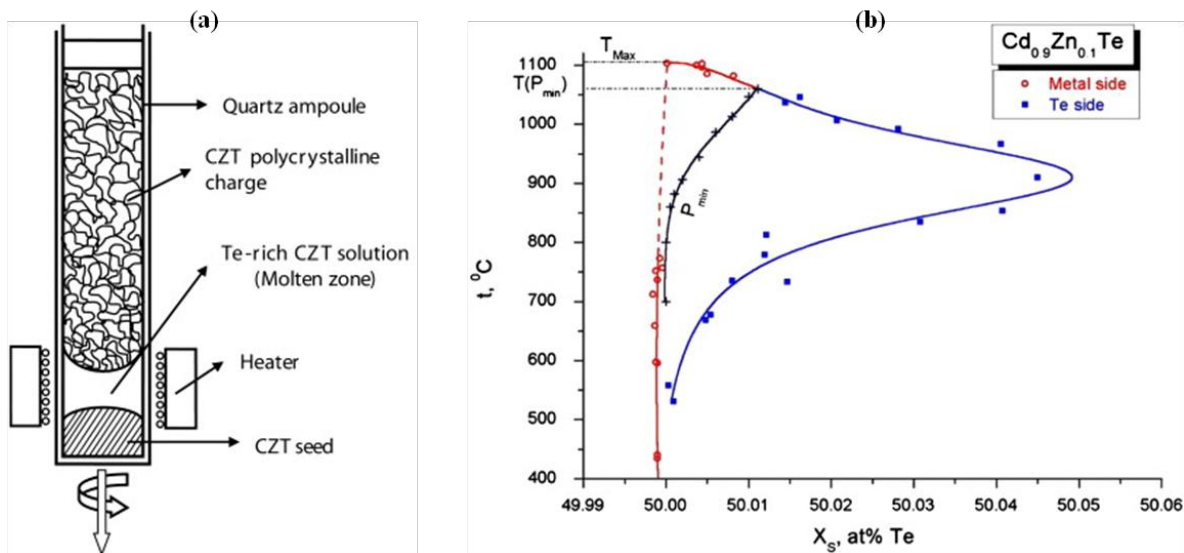 (a)
Quartz ampoule
CZT polycrystalline
charge
Te-rich CZT solution
(Molten zone)
Heater
CZT seed
(b)
Cd0.9Zn0.1Te
Metal side
Te side
TMax
T(Pmin)
Pmin
t, ⁰C
1100
1000
900
800
700
600
500
400
49.99
50.00
50.01
50.02
50.03
50.04
50.05
50.06
XS, at% Te